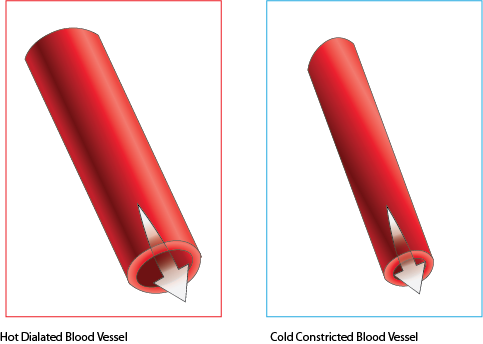 Hot Dialated Blood Vessel
Cold Constricted Blood Vessel